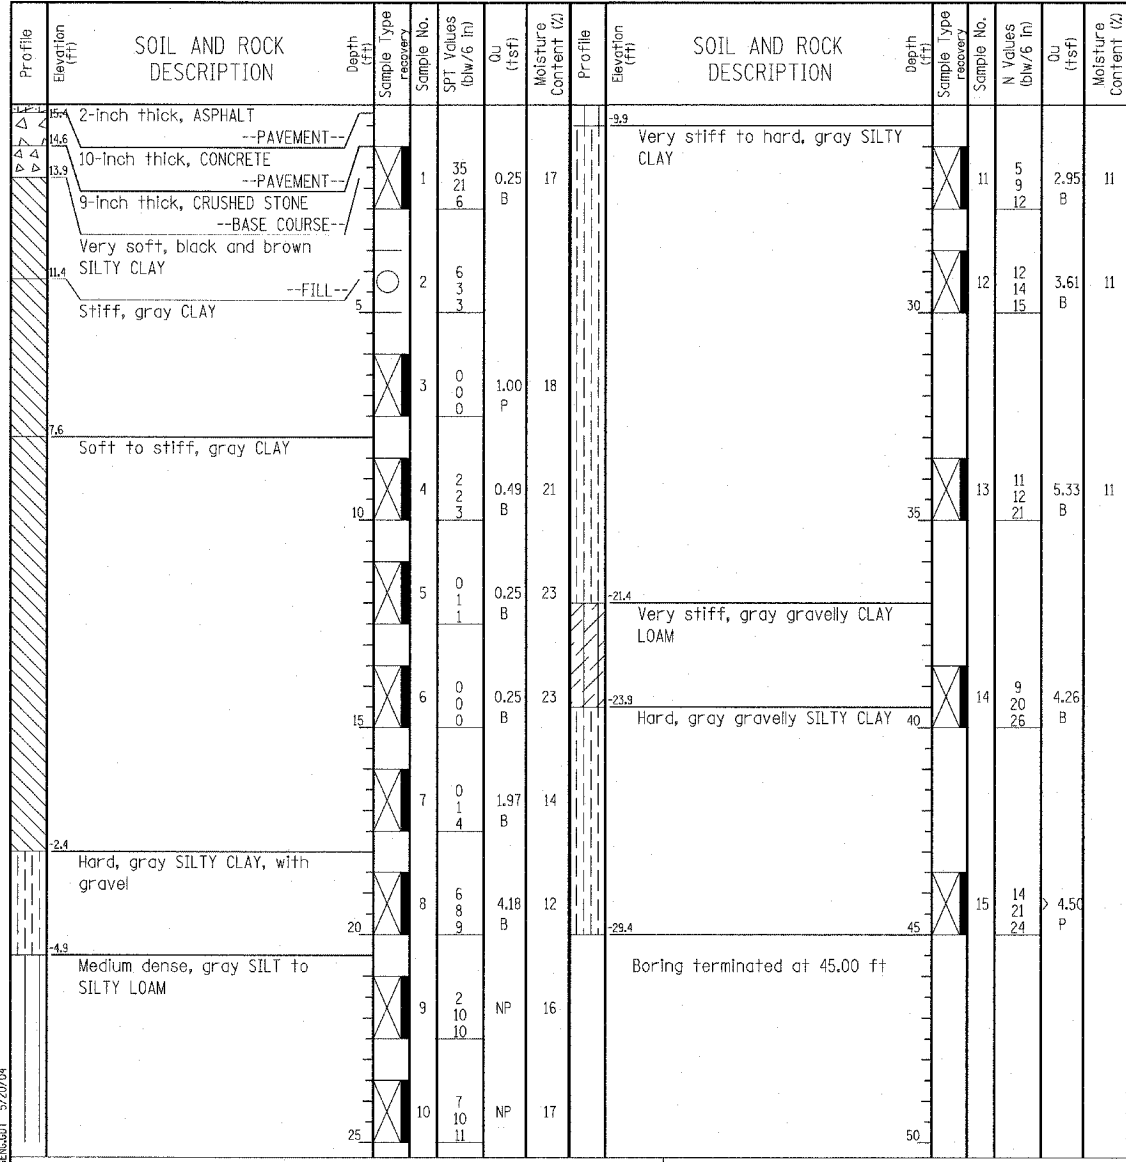 Profile
Elevation (ft)
SOIL AND ROCK
DESCRIPTION
Depth (ft)
Sample Type
recovery
Sample No.
SPT Values (blw/6 in)
Qu (tsf)
Moisture Content (%)
15.4 2-inch thick, ASPHALT
--PAVEMENT--
14.6 10-inch thick, CONCRETE
--PAVEMENT--
13.9 9-inch thick, CRUSHED STONE
--BASE COURSE--
Very soft, black and brown
SILTY CLAY
--FILL--
11.4 Stiff, gray CLAY
5
7.6
Soft to stiff, gray CLAY
10
15
-2.4
Hard, gray SILTY CLAY, with
gravel
20
-4.9
Medium dense, gray SILT to
SILTY LOAM
25
1 35 21 6 0.25 B 17
2 6 3 3
3 0 0 0 1.00 P 18
4 2 2 3 0.49 B 21
5 0 1 1 0.25 B 23
6 0 0 0 0.25 B 23
7 0 1 4 1.97 B 14
8 6 8 9 4.18 B 12
9 2 10 10 NP 16
10 7 10 11 NP 17
Profile
Elevation (ft)
SOIL AND ROCK
DESCRIPTION
Depth (ft)
Sample Type
recovery
Sample No.
N Values (blw/6 in)
Qu (tsf)
Moisture Content (%)
-9.9
Very stiff to hard, gray SILTY
CLAY
30
35
-21.4
Very stiff, gray gravelly CLAY
LOAM
-23.9
Hard, gray gravelly SILTY CLAY 40
-29.4 45
Boring terminated at 45.00 ft
50
11 5 9 12 2.95 B 11
12 12 14 15 3.61 B 11
13 11 12 21 5.33 B 11
14 9 20 26 4.26 B
15 14 21 24 > 4.50 P
5/20/04